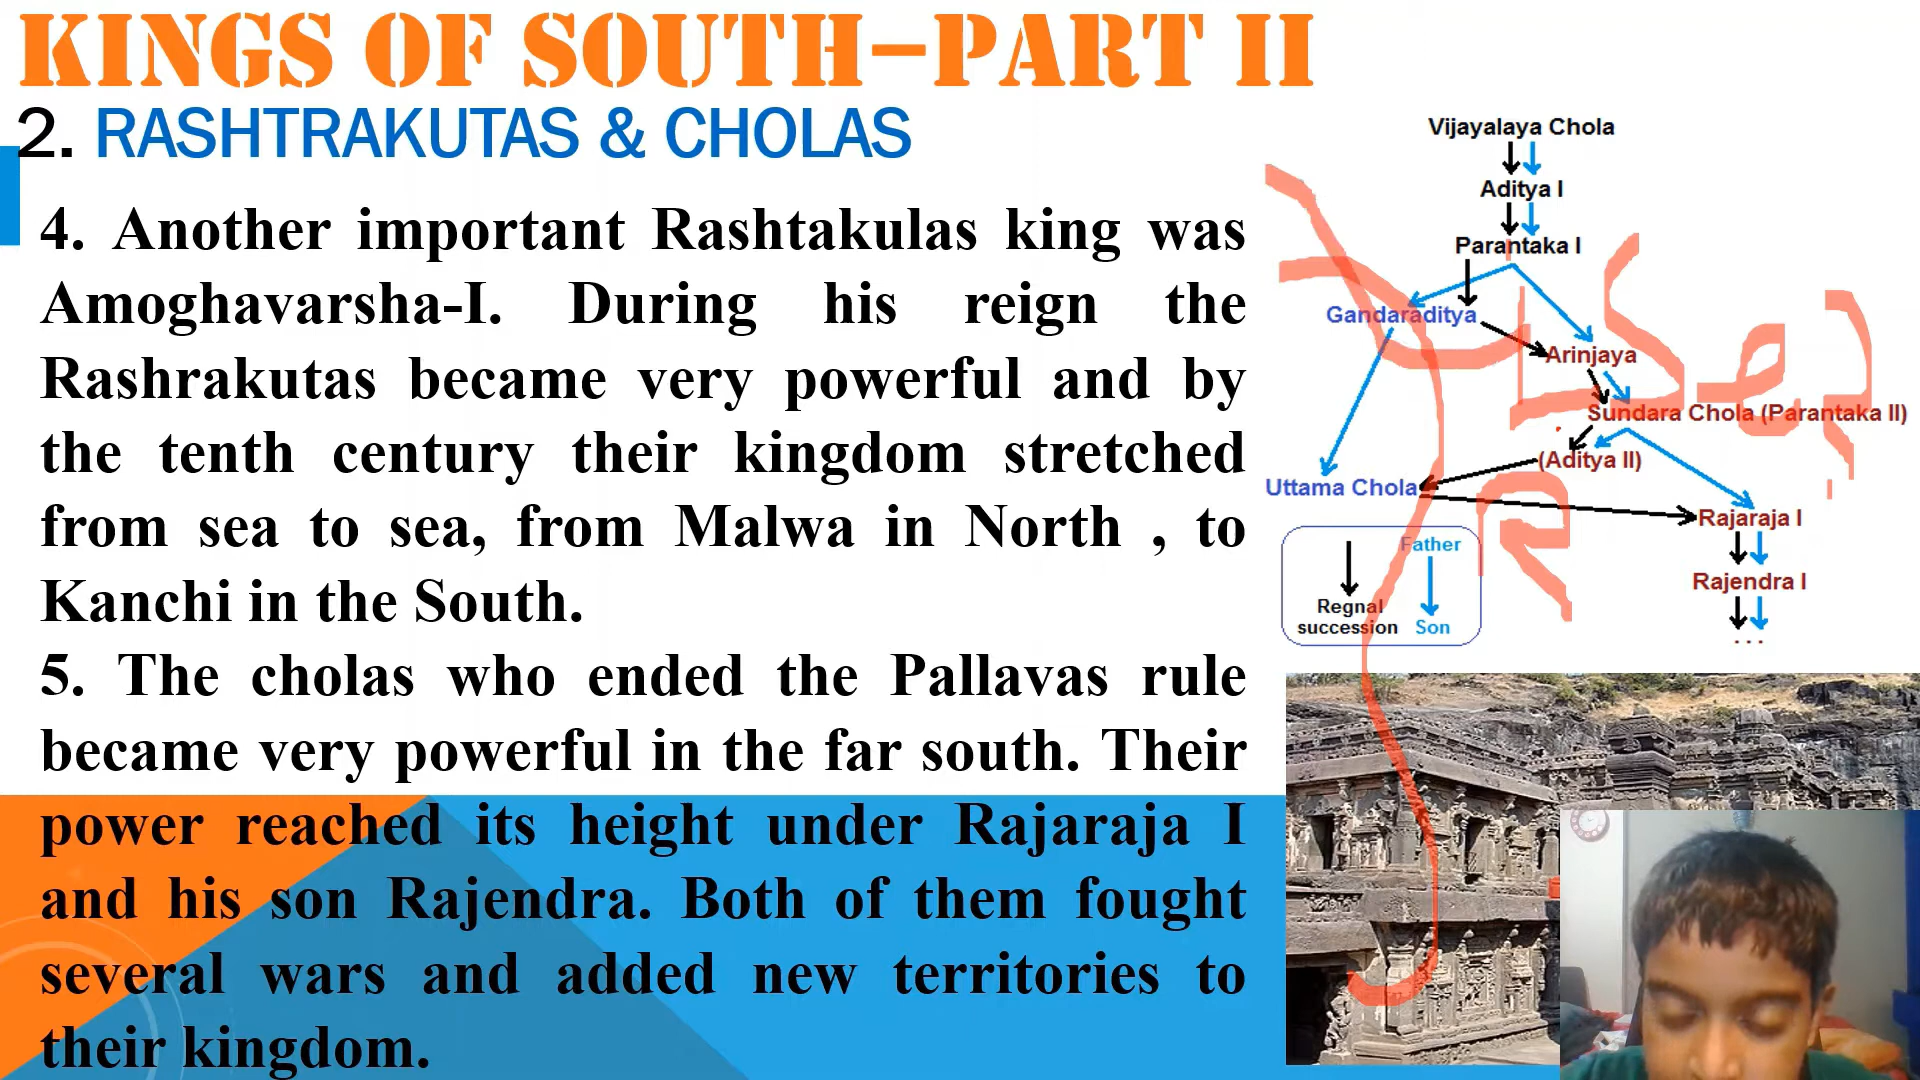 KINGS OF SOUTH–PART II
2. RASHTRAKUTAS & CHOLAS
4. Another important Rashtakulas king was
Amoghavarsha-I. During his reign the
Rashrakutas became very powerful and by
the tenth century their kingdom stretched
from sea to sea, from Malwa in North , to
Kanchi in the South.
5. The cholas who ended the Pallavas rule
became very powerful in the far south. Their
power reached its height under Rajaraja I
and his son Rajendra. Both of them fought
several wars and added new territories to
their kingdom.
Vijayalaya Chola
Aditya I
Parantaka I
Gandaraditya
Arinjaya
Sundara Chola (Parantaka II)
(Aditya II)
Uttama Chola
Rajaraja I
Rajendra I
...
Father
Regnal
succession
Son